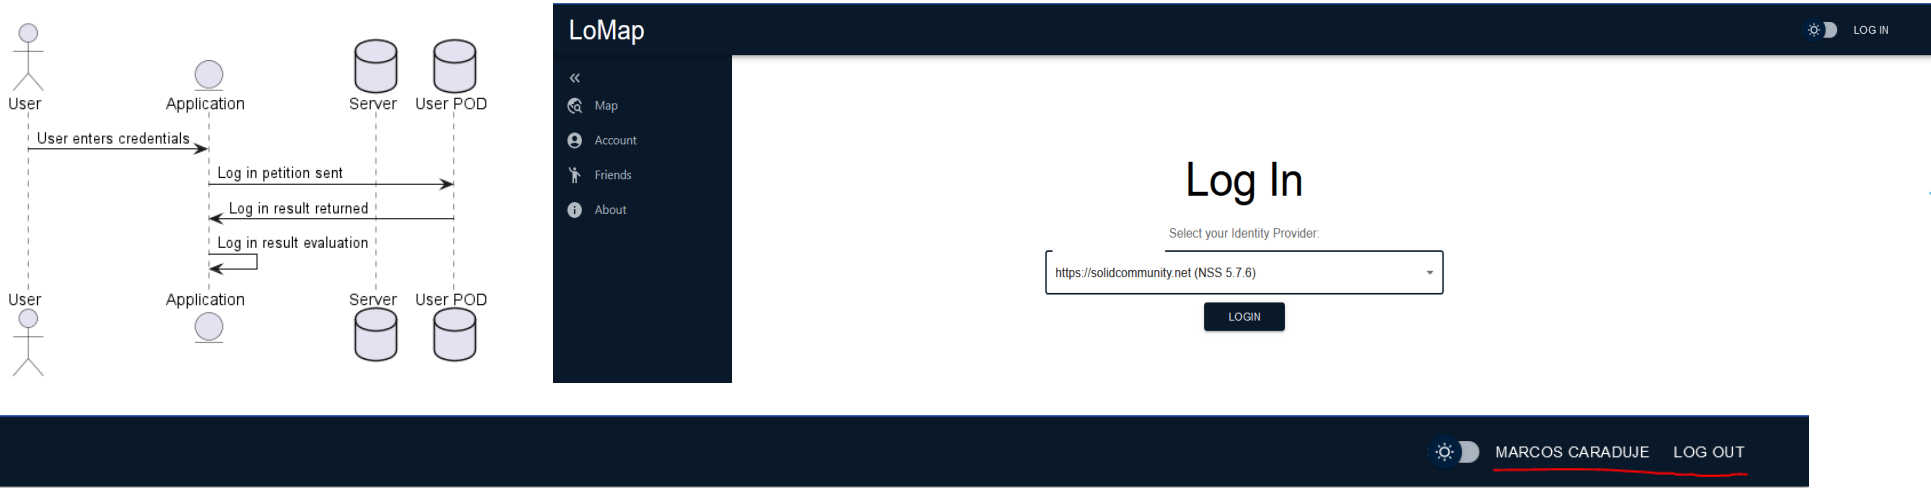 User
Application
Server
User POD
User enters credentials
Log in petition sent
Log in result returned
Log in result evaluation
User
Application
Server
User POD
LoMap
LOG IN
Map
Account
Friends
About
Log In
Select your Identity Provider:
https://solidcommunity.net (NSS 5.7.6)
LOGIN
MARCOS CARADUJE
LOG OUT